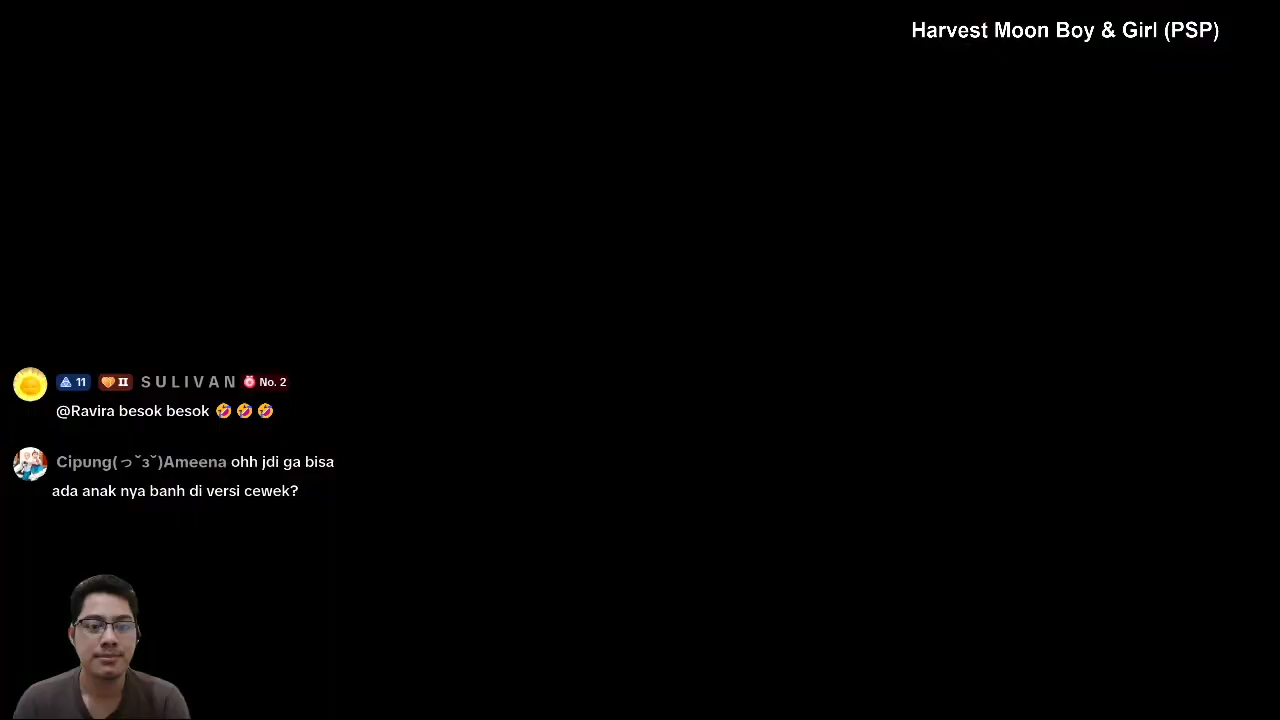 Harvest Moon Boy & Girl (PSP)
11 II S U L I V A N No. 2
@Ravira besok besok 🤣 🤣 🤣
Cipung(っ˘з˘)Ameena ohh jdi ga bisa
ada anak nya banh di versi cewek?